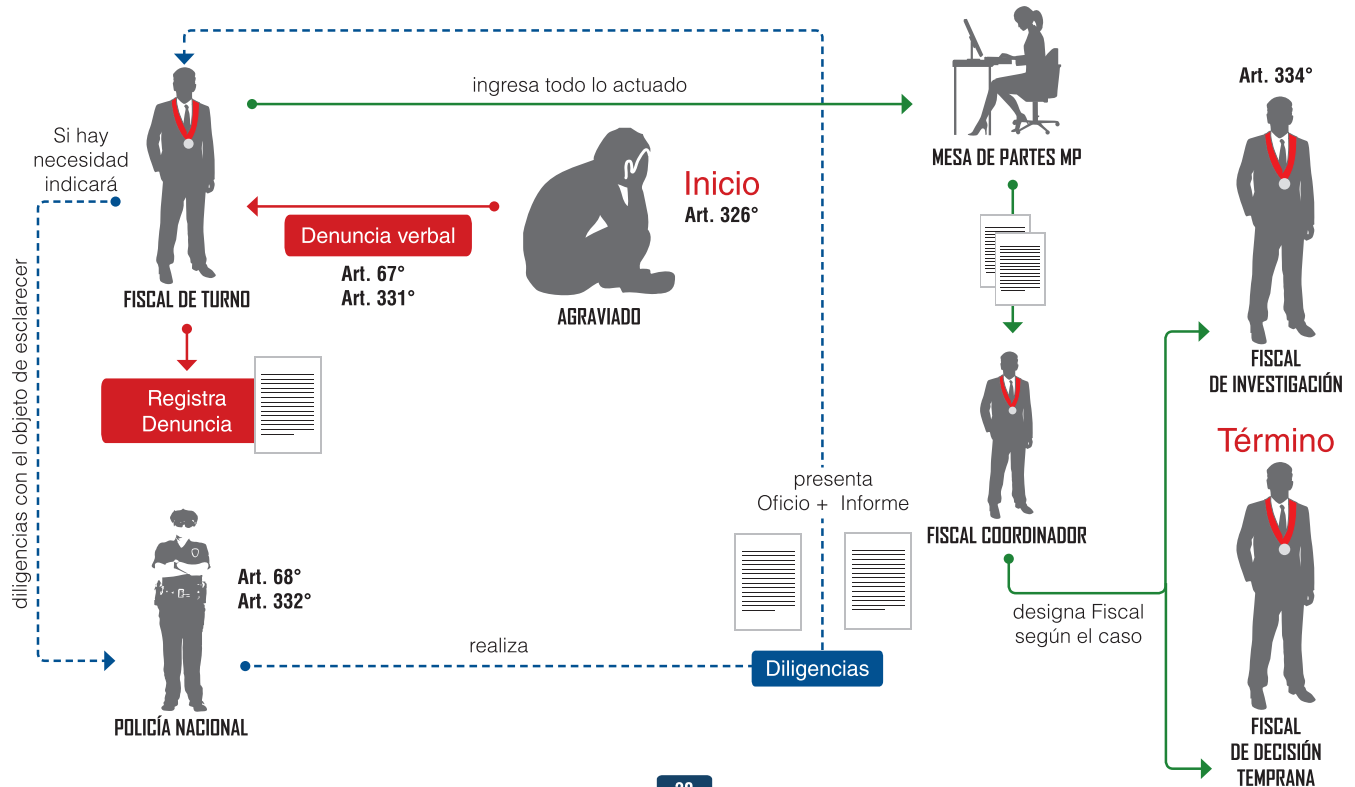 ingresa todo lo actuado
MESA DE PARTES MP
Art. 334°
Si hay
necesidad
indicará
Inicio
Art. 326°
Denuncia verbal
Art. 67°
Art. 331°
FISCAL DE TURNO
AGRAVIADO
diligencias con el objeto de esclarecer
Registra
Denuncia
FISCAL
DE INVESTIGACIÓN
Término
presenta
Oficio + Informe
FISCAL COORDINADOR
Art. 68°
Art. 332°
designa Fiscal
según el caso
realiza
Diligencias
POLICÍA NACIONAL
FISCAL
DE DECISIÓN
TEMPRANA